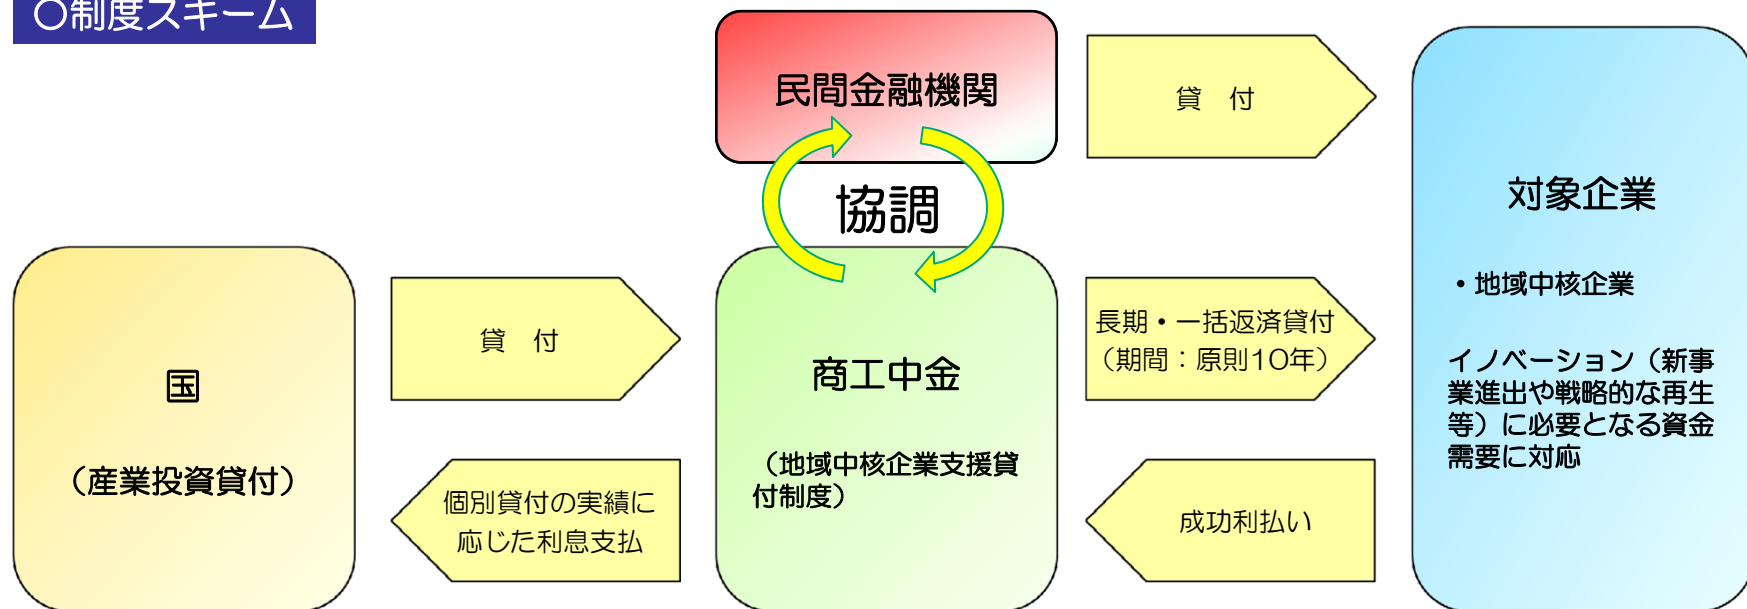 〇制度スキーム
民間金融機関
貸　付
協調
対象企業
・地域中核企業
イノベーション（新事
業進出や戦略的な再生
等）に必要となる資金
需要に対応
国
（産業投資貸付）
貸　付
商工中金
（地域中核企業支援貸
付制度）
長期・一括返済貸付
（期間：原則10年）
個別貸付の実績に
応じた利息支払
成功利払い